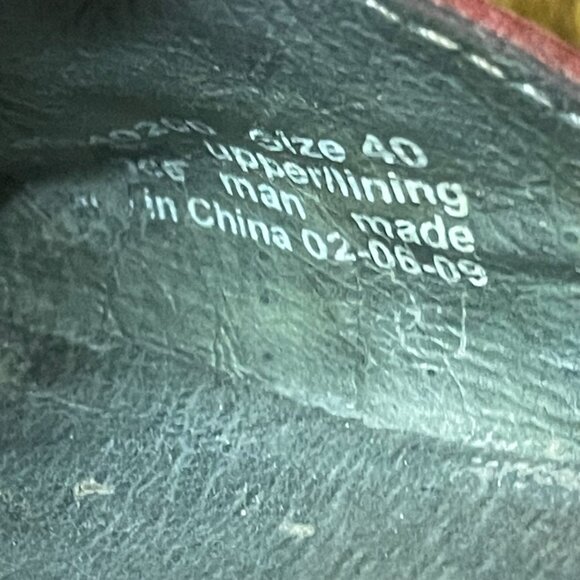 Size 40
upper/lining
man made
in China 02-06-09